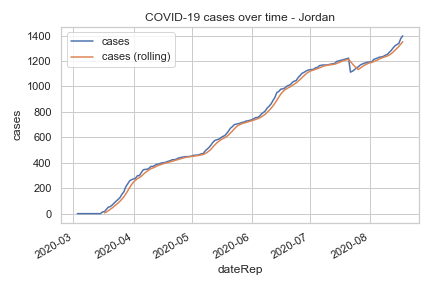 COVID-19 cases over time - Jordan
cases
cases (rolling)
1400
1200
1000
800
600
400
200
0
cases
2020-03
2020-04
2020-05
2020-06
2020-07
2020-08
dateRep